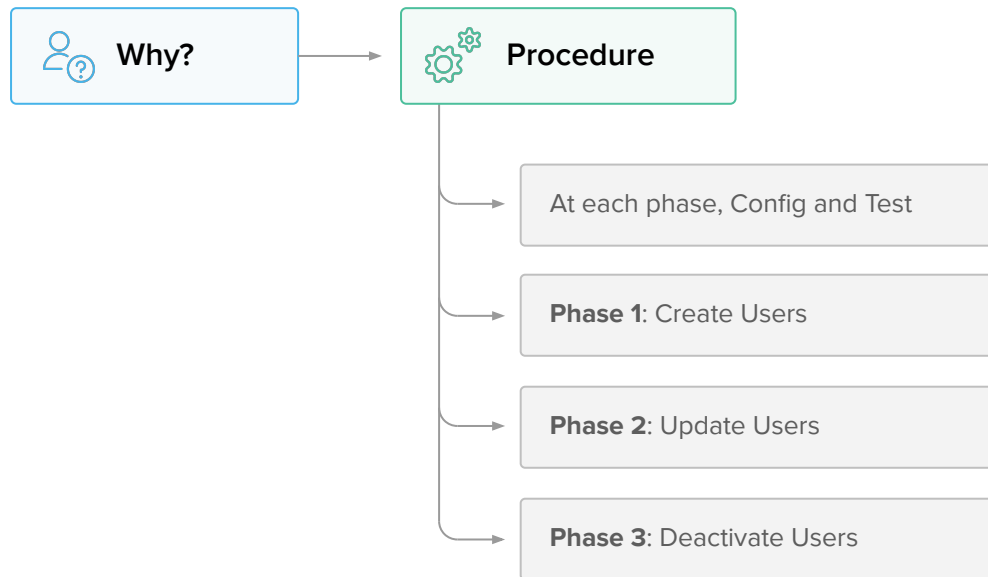 Why?
Procedure
At each phase, Config and Test
Phase 1: Create Users
Phase 2: Update Users
Phase 3: Deactivate Users